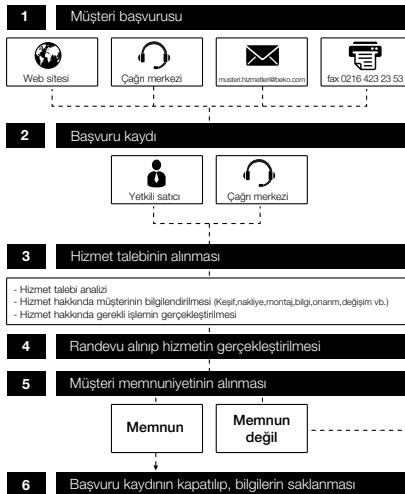 1 Müşteri başvurusu
Web sitesi
Çağrı merkezi
musteri.hizmetleri@beko.com
fax 0216 423 23 53
2 Başvuru kaydı
Yetkili satıcı
Çağrı merkezi
3 Hizmet talebinin alınması
- Hizmet talebi analizi
- Hizmet hakkında müşterinin bilgilendirilmesi (Keşif,nakliye,montaj,bilgi,onarım,değişim vb.)
- Hizmet hakkında gerekli işlemin gerçekleştirilmesi
4 Randevu alınıp hizmetin gerçekleştirilmesi
5 Müşteri memnuniyetinin alınması
Memnun
Memnun
değil
6 Başvuru kaydının kapatılıp, bilgilerin saklanması